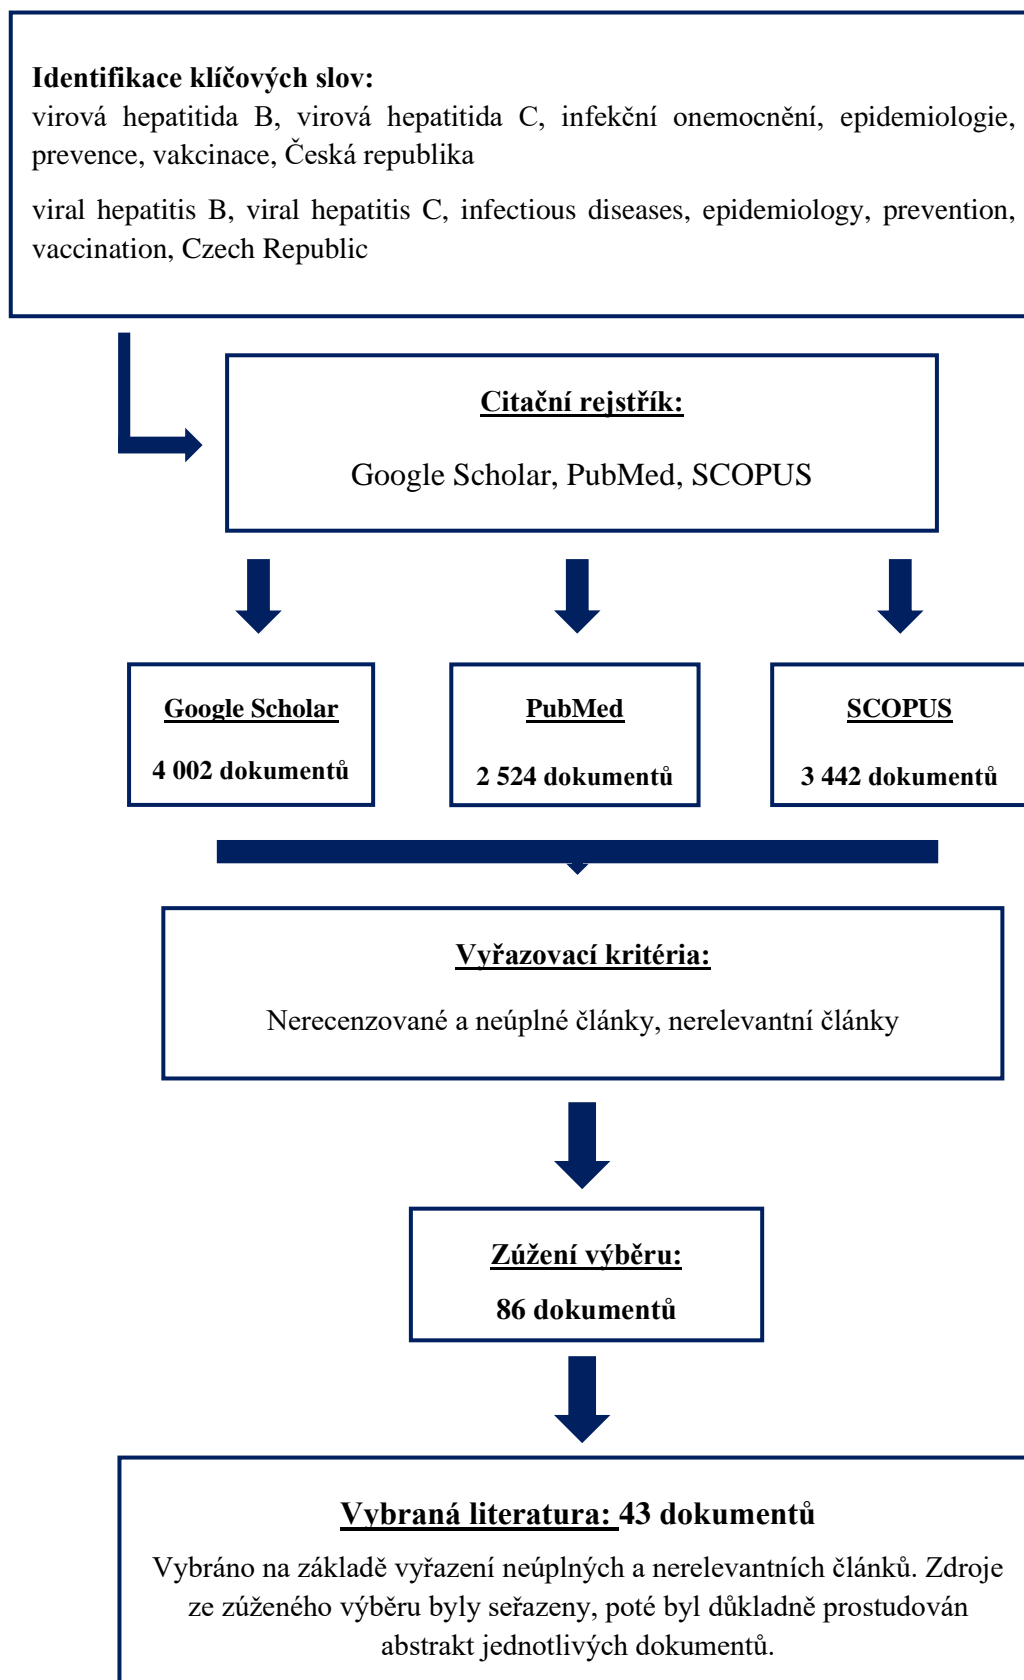 Identifikace klíčových slov:
virová hepatitida B, virová hepatitida C, infekční onemocnění, epidemiologie,
prevence, vakcinace, Česká republika
viral hepatitis B, viral hepatitis C, infectious diseases, epidemiology, prevention,
vaccination, Czech Republic
Citační rejstřík:
Google Scholar, PubMed, SCOPUS
Google Scholar
4 002 dokumentů
PubMed
2 524 dokumentů
SCOPUS
3 442 dokumentů
Vyřazovací kritéria:
Nerecenzované a neúplné články, nerelevantní články
Zúžení výběru:
86 dokumentů
Vybraná literatura: 43 dokumentů
Vybráno na základě vyřazení neúplných a nerelevantních článků. Zdroje
ze zúženého výběru byly seřazeny, poté byl důkladně prostudován
abstrakt jednotlivých dokumentů.